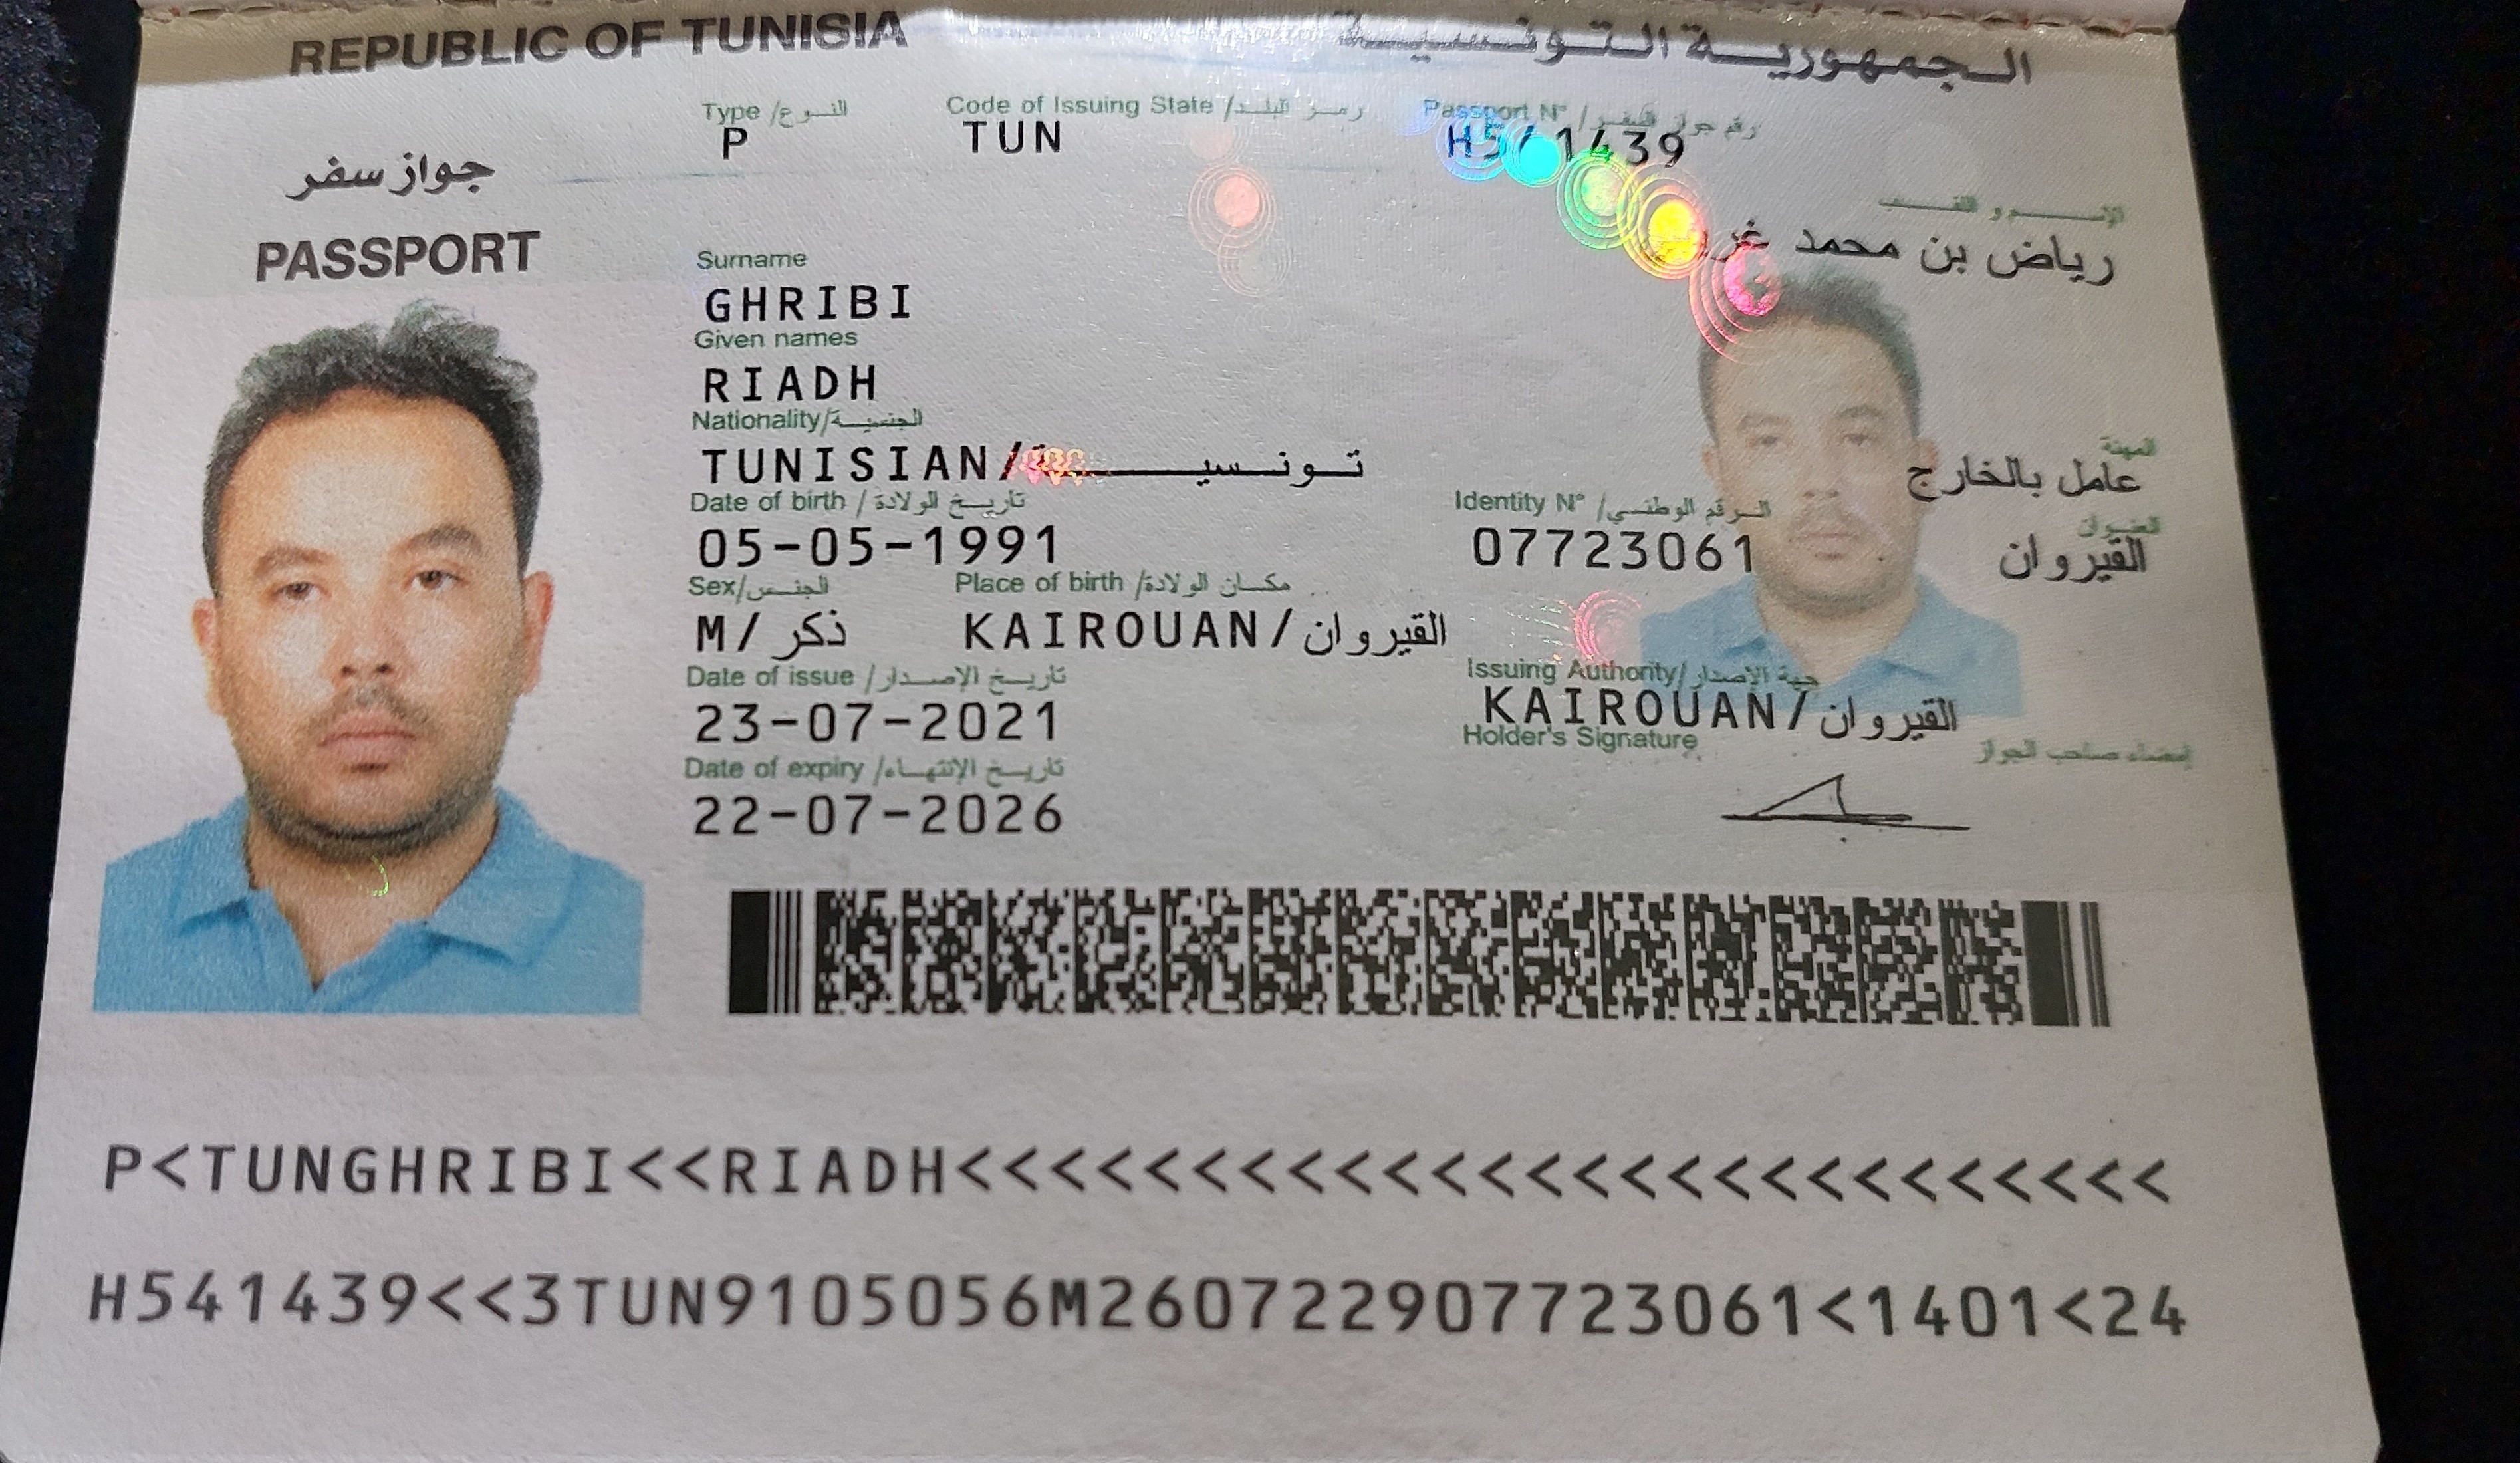 REPUBLIC OF TUNISIA الجمهورية التونسية
جواز سفر
PASSPORT
Type / النوع
P
Code of Issuing State / رمز البلد
TUN
Passport N° / رقم جواز السفر
الإسم و اللقب
رياض بن محمد
Surname
GHRIBI
Given names
RIADH
Nationality/الجنسية
TUNISIAN/تونسية
المهنة
عامل بالخارج
Date of birth / تاريخ الولادة
05-05-1991
Identity N° / الرقم الوطني
07723061
العنوان
القيروان
Sex/الجنس
M/ذكر
Place of birth / مكان الولادة
KAIROUAN/القيروان
Date of issue / تاريخ الإصدار
23-07-2021
Issuing Authority/ جهة الإصدار
KAIROUAN/القيروان
Date of expiry / تاريخ الإنتهاء
22-07-2026
Holder's Signature إمضاء صاحب الجواز
P<TUNGHRIBI<<RIADH<<<<<<<<<<<<<<<<<<<<<<<<<<
H541439<<3TUN9105056M260722907723061<1401<24